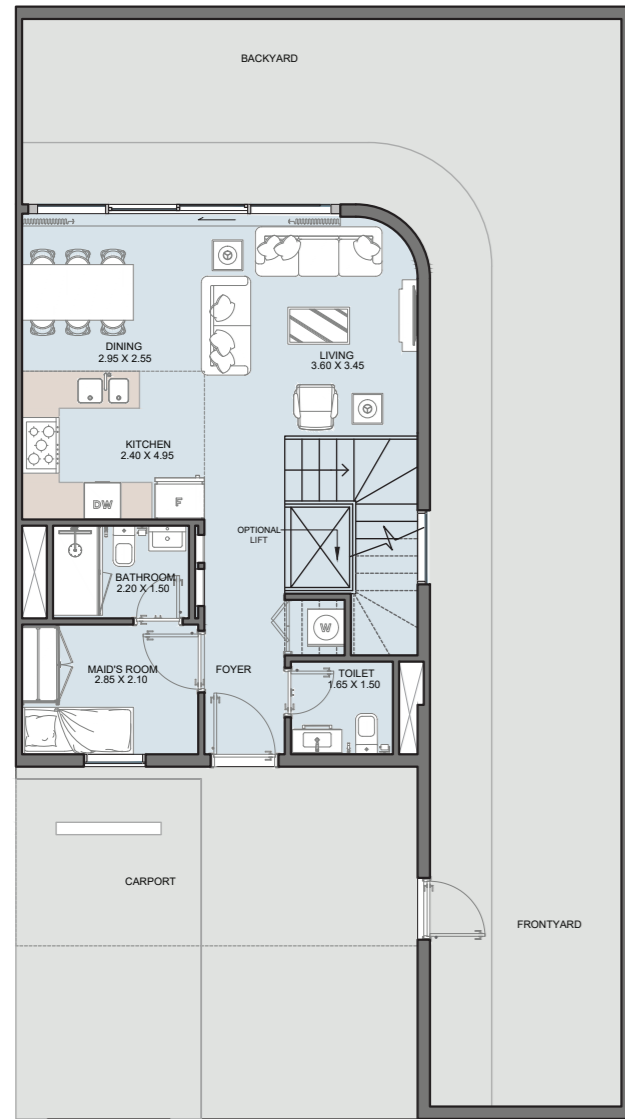 BACKYARD
DINING
2.95 X 2.55
LIVING
3.60 X 3.45
KITCHEN
2.40 X 4.95
DW
F
OPTIONAL
LIFT
BATHROOM
2.20 X 1.50
W
MAID'S ROOM
2.85 X 2.10
FOYER
TOILET
1.65 X 1.50
CARPORT
FRONTYARD